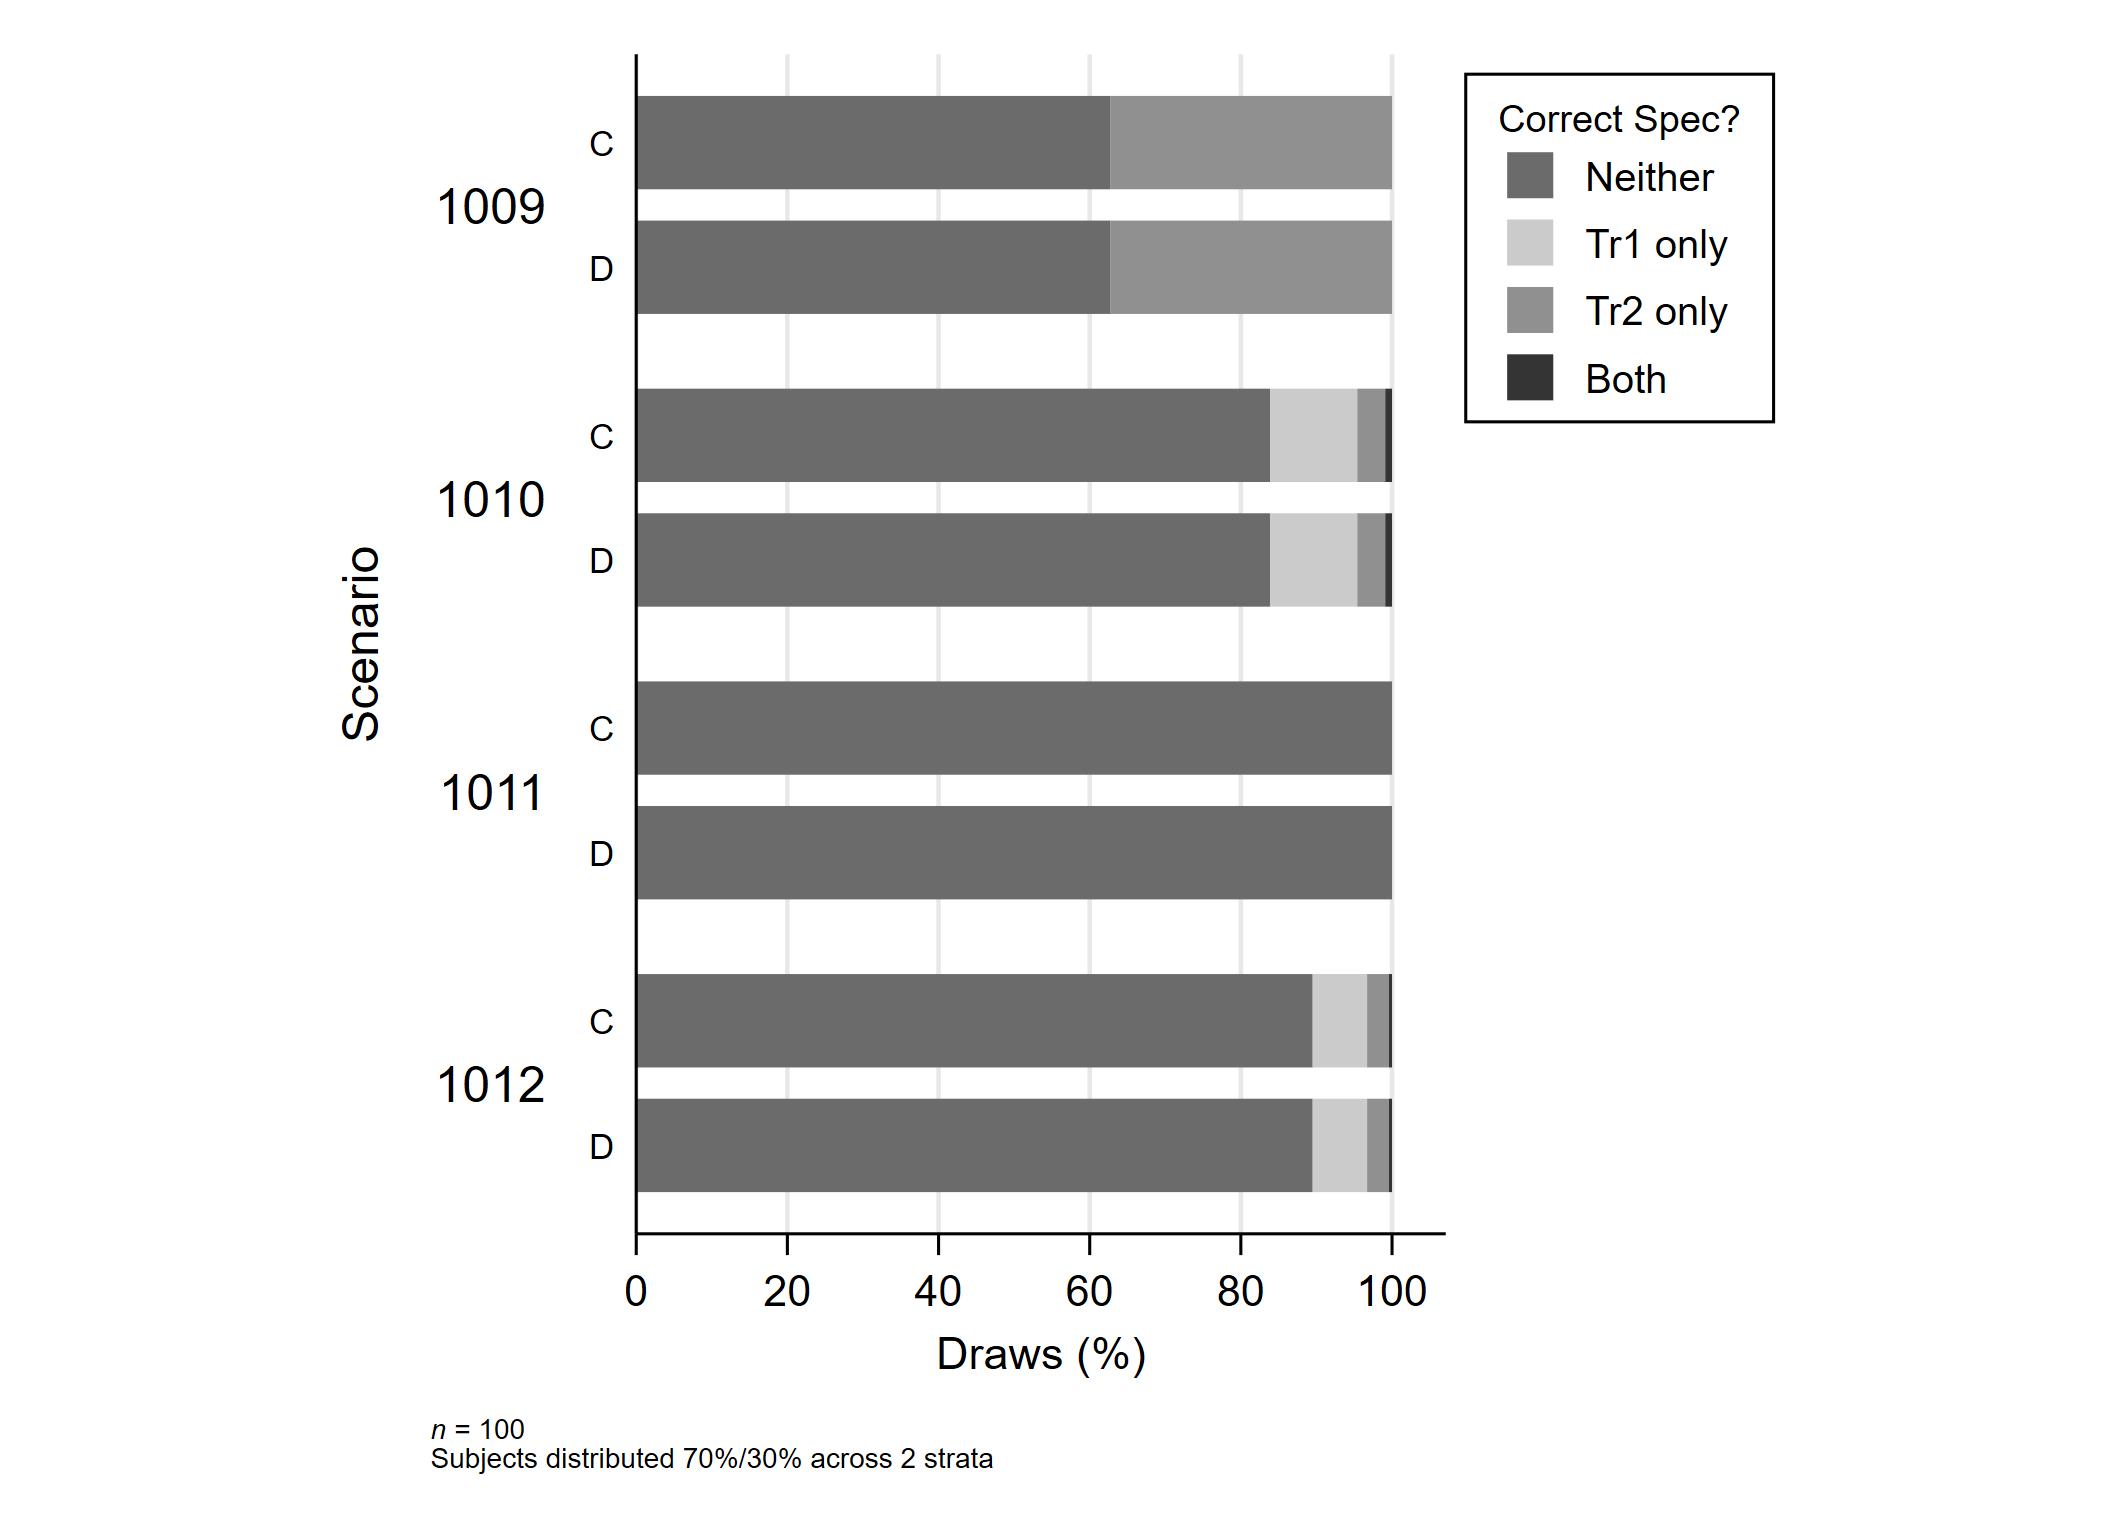 Correct Spec?
Neither
Tr1 only
Tr2 only
Both
Scenario
1009
C
D
1010
C
D
1011
C
D
1012
C
D
0 20 40 60 80 100
Draws (%)
n = 100
Subjects distributed 70%/30% across 2 strata